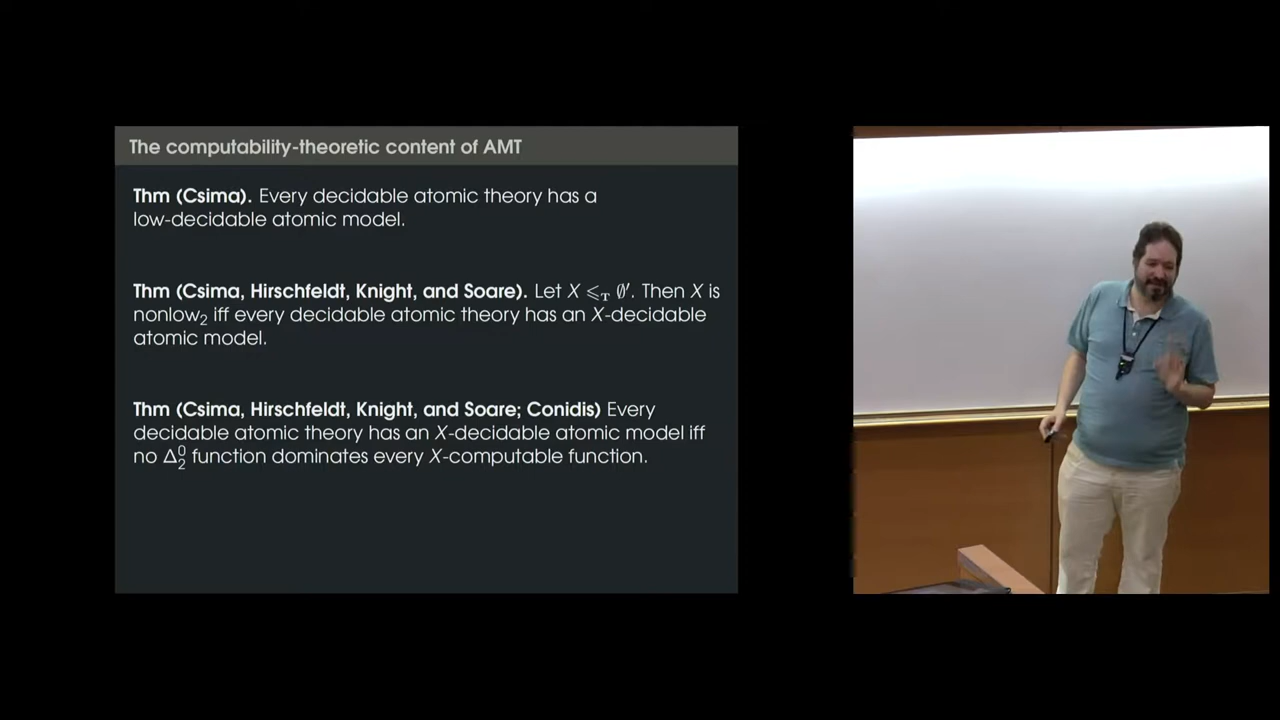 The computability-theoretic content of AMT
Thm (Csima). Every decidable atomic theory has a
low-decidable atomic model.
Thm (Csima, Hirschfeldt, Knight, and Soare). Let X ⩽T ∅′. Then X is
nonlow₂ iff every decidable atomic theory has an X-decidable
atomic model.
Thm (Csima, Hirschfeldt, Knight, and Soare; Conidis) Every
decidable atomic theory has an X-decidable atomic model iff
no Δ⁰₂ function dominates every X-computable function.